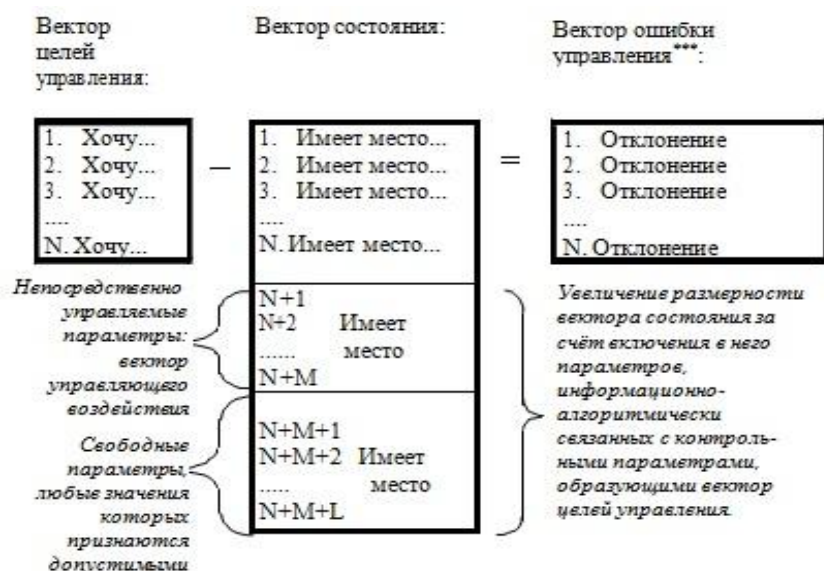 Вектор
целей
управления:
Вектор состояния:
Вектор ошибки
управления***:
1. Хочу...
2. Хочу...
3. Хочу...
....
N. Хочу...
–
1. Имеет место...
2. Имеет место...
3. Имеет место...
....
N. Имеет место...
=
1. Отклонение
2. Отклонение
3. Отклонение
....
N. Отклонение
Непосредственно
управляемые
параметры:
вектор
управляющего
воздействия
N+1
N+2 Имеет
...... место
N+M
Свободные
параметры,
любые значения
которых
признаются
допустимыми
N+M+1
N+M+2 Имеет
..... место
N+M+L
Увеличение размерности
вектора состояния за
счёт включения в него
параметров,
информационно-
алгоритмически
связанных с контроль-
ными параметрами,
образующими вектор
целей управления.